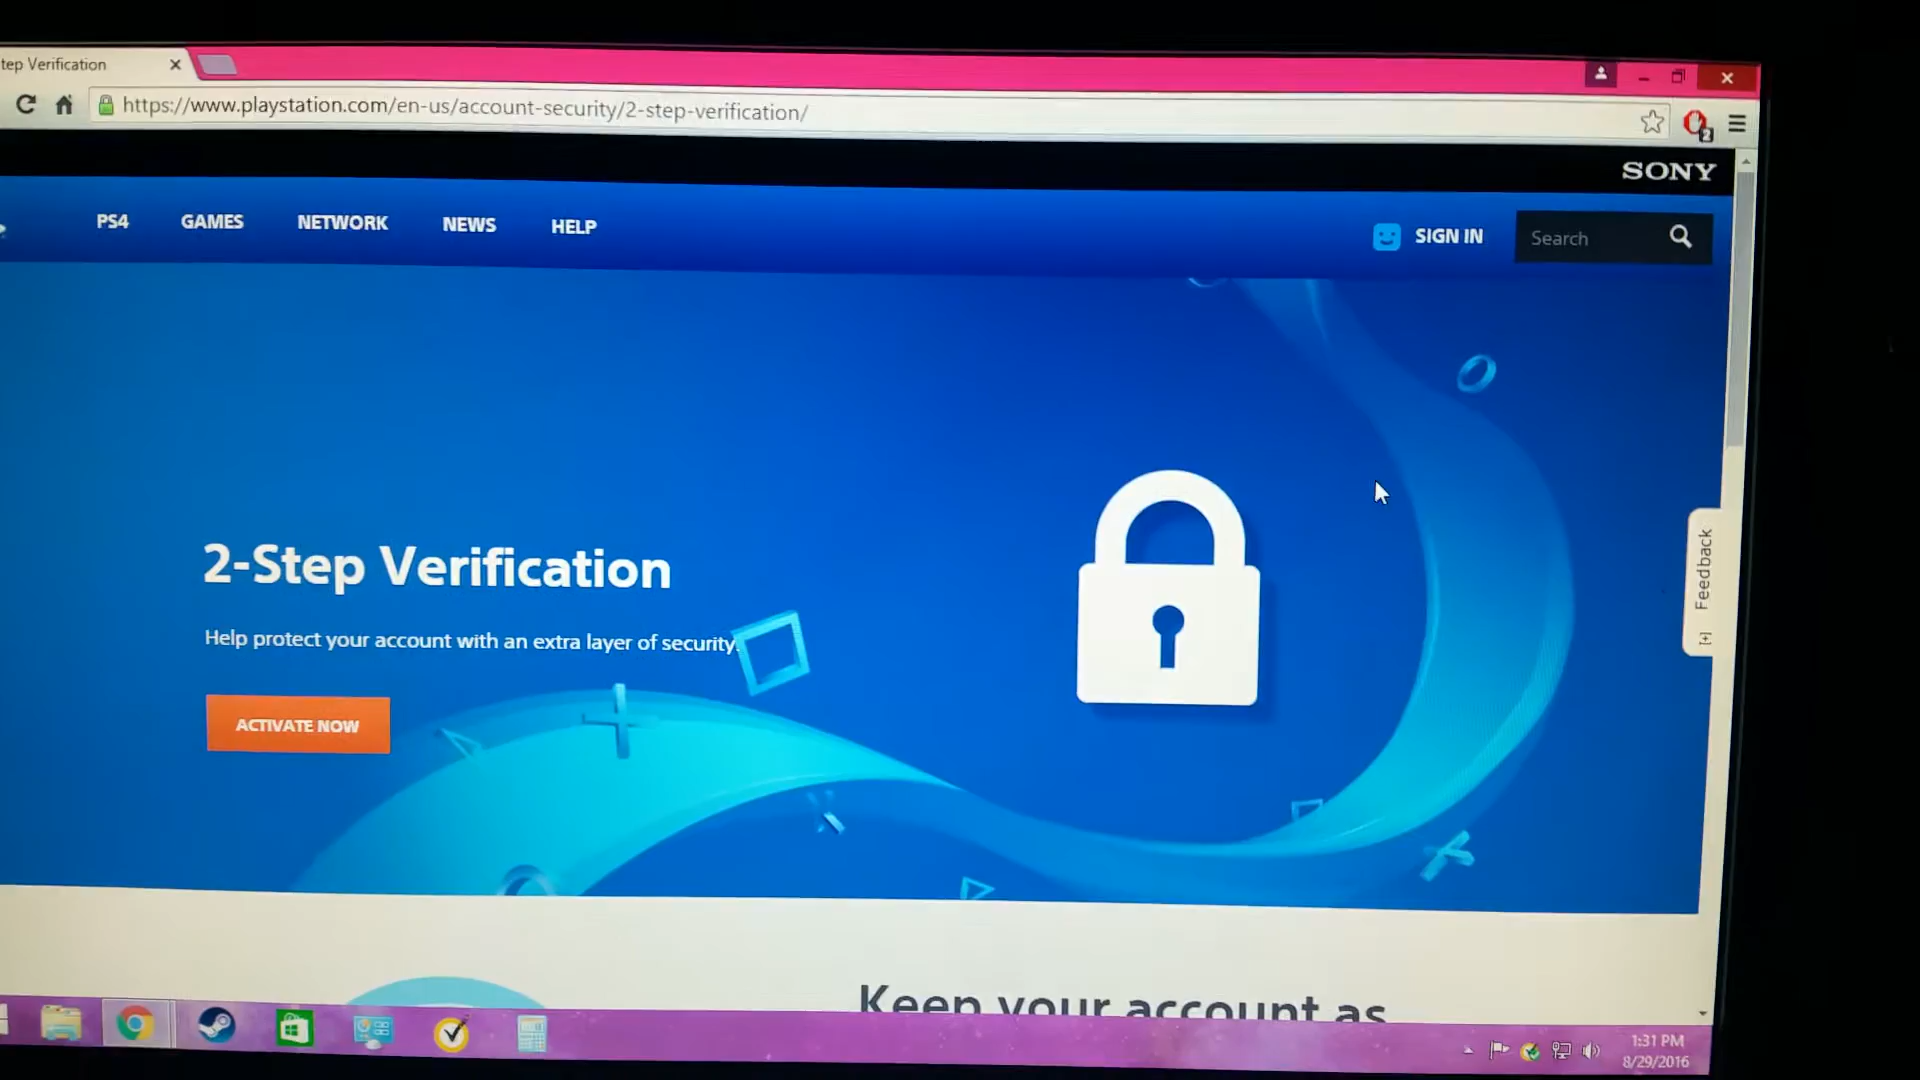 tep Verification
https://www.playstation.com/en-us/account-security/2-step-verification/
2
SONY
PS4 GAMES NETWORK NEWS HELP SIGN IN Search
2-Step Verification
Help protect your account with an extra layer of security.
ACTIVATE NOW
[+] Feedback
Keep your account as
1:31 PM
8/29/2016